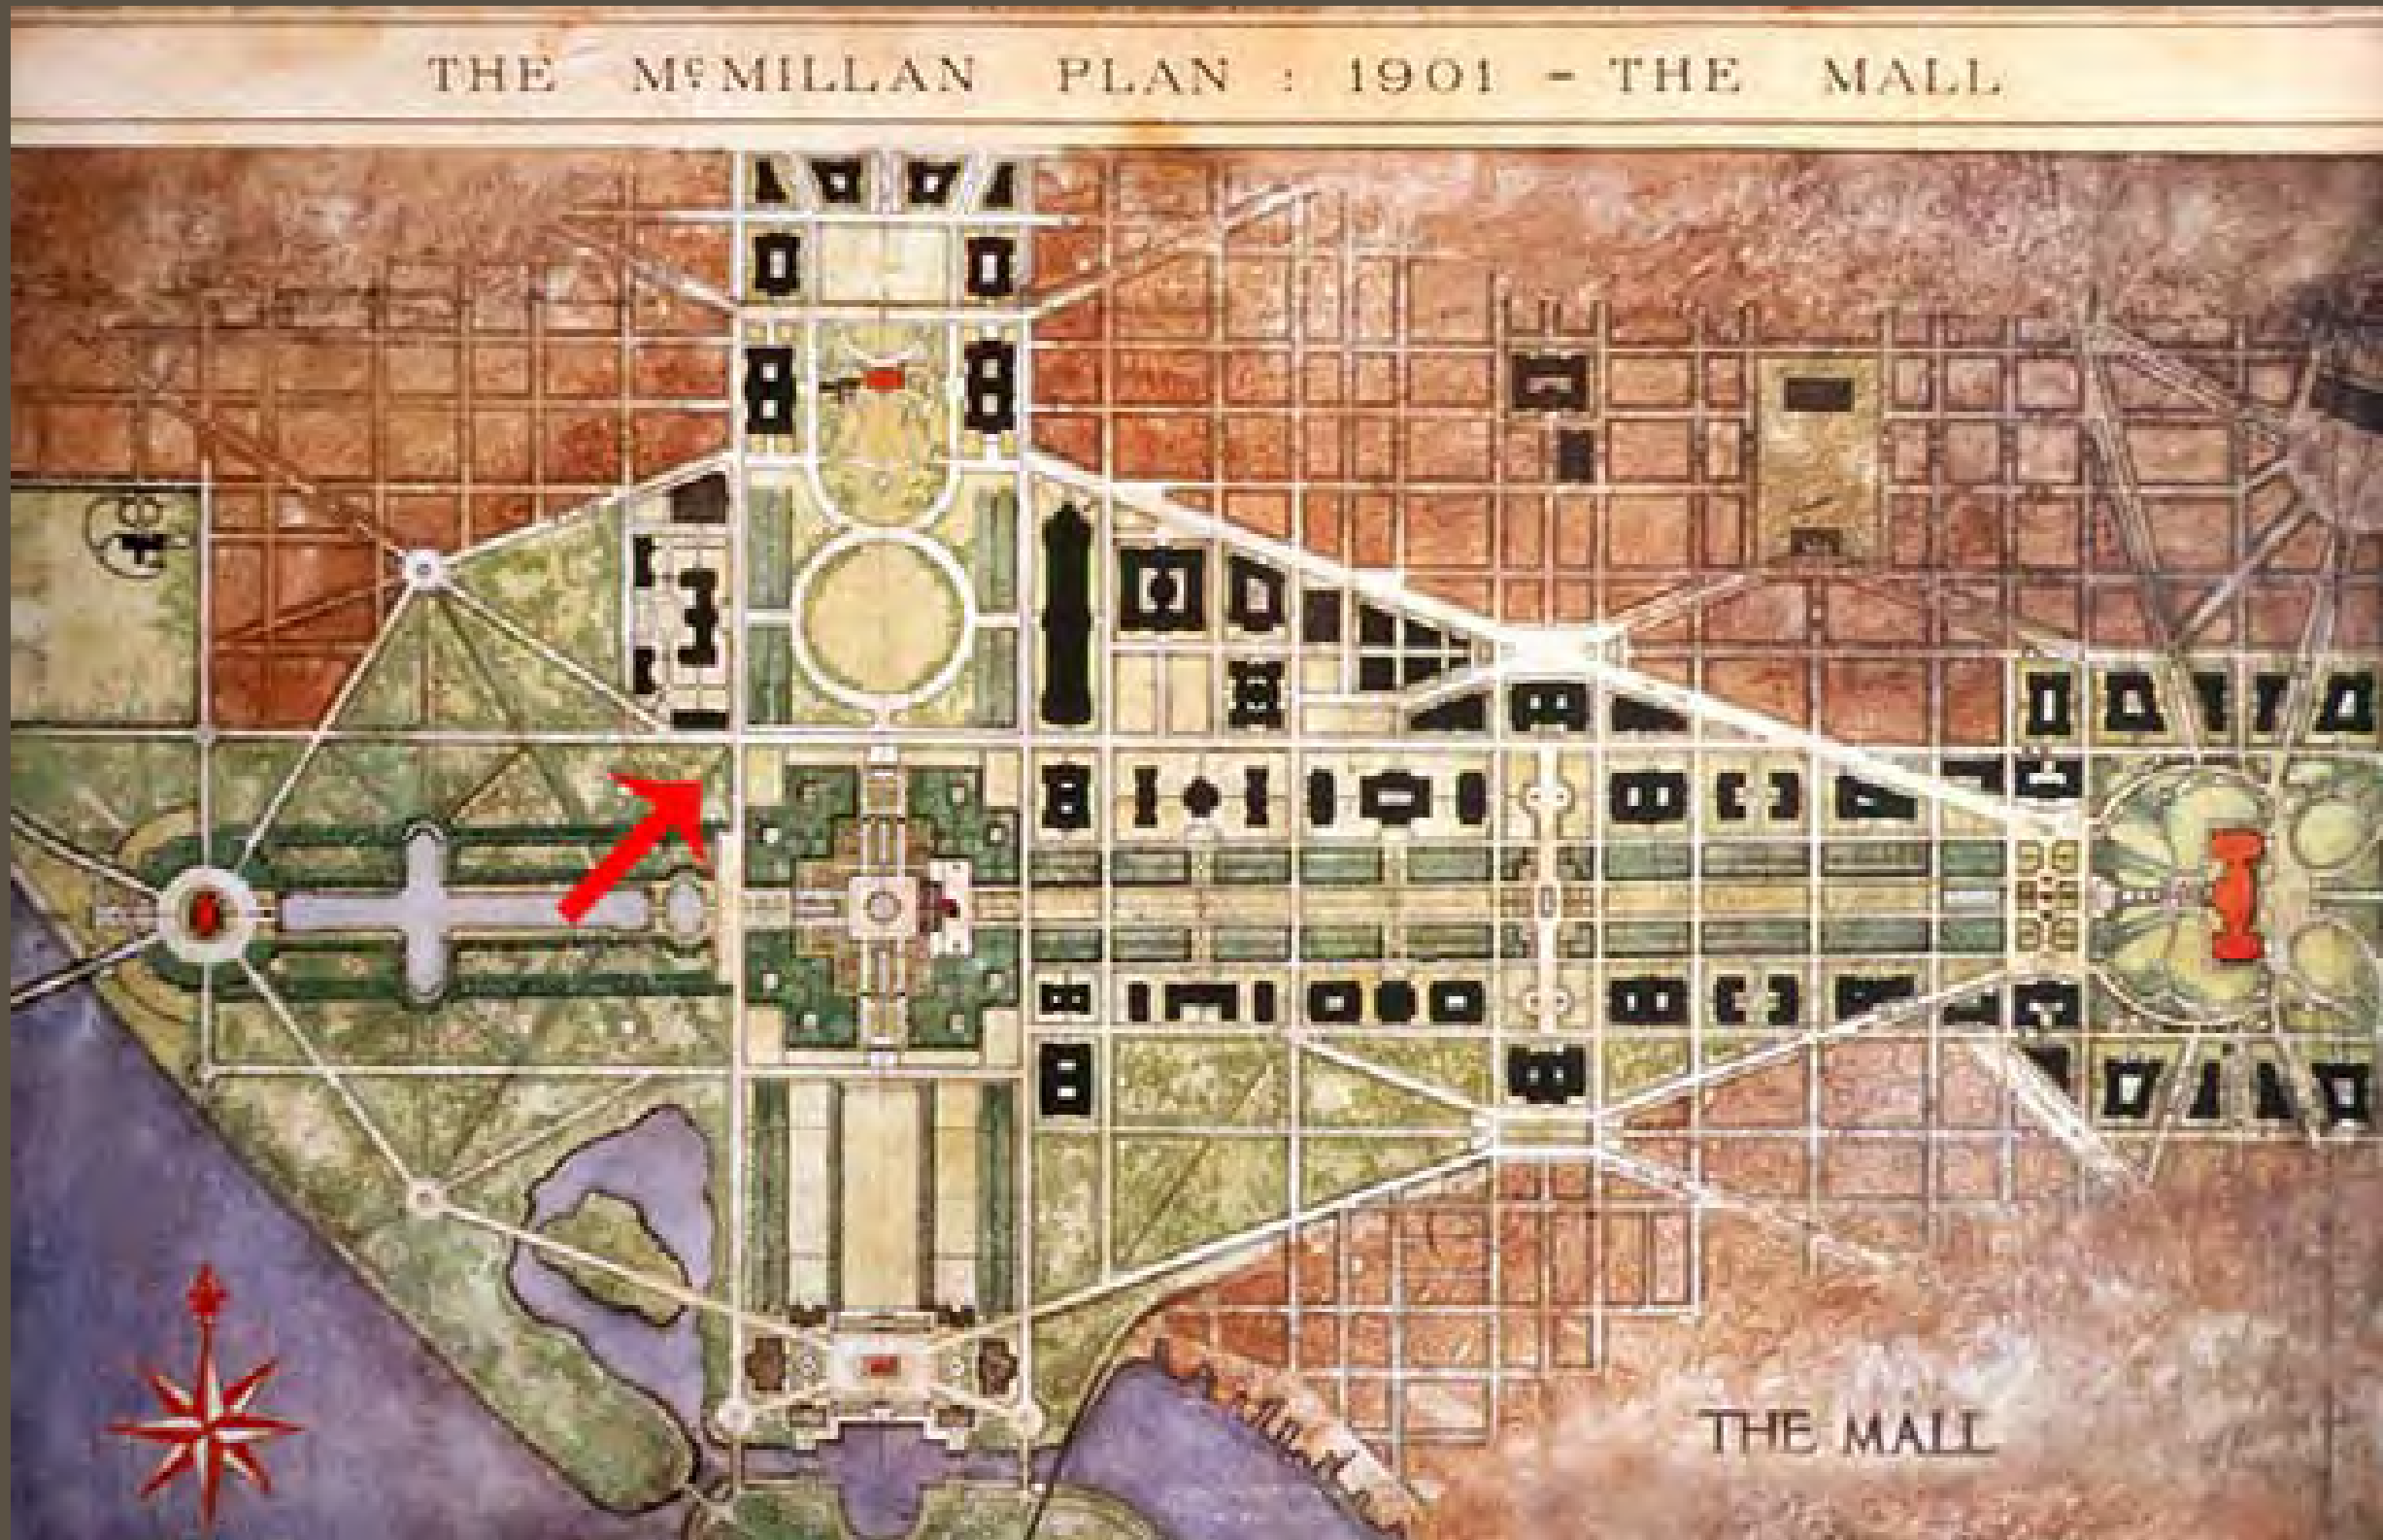 THE MᶜMILLAN PLAN : 1901 - THE MALL
THE MALL